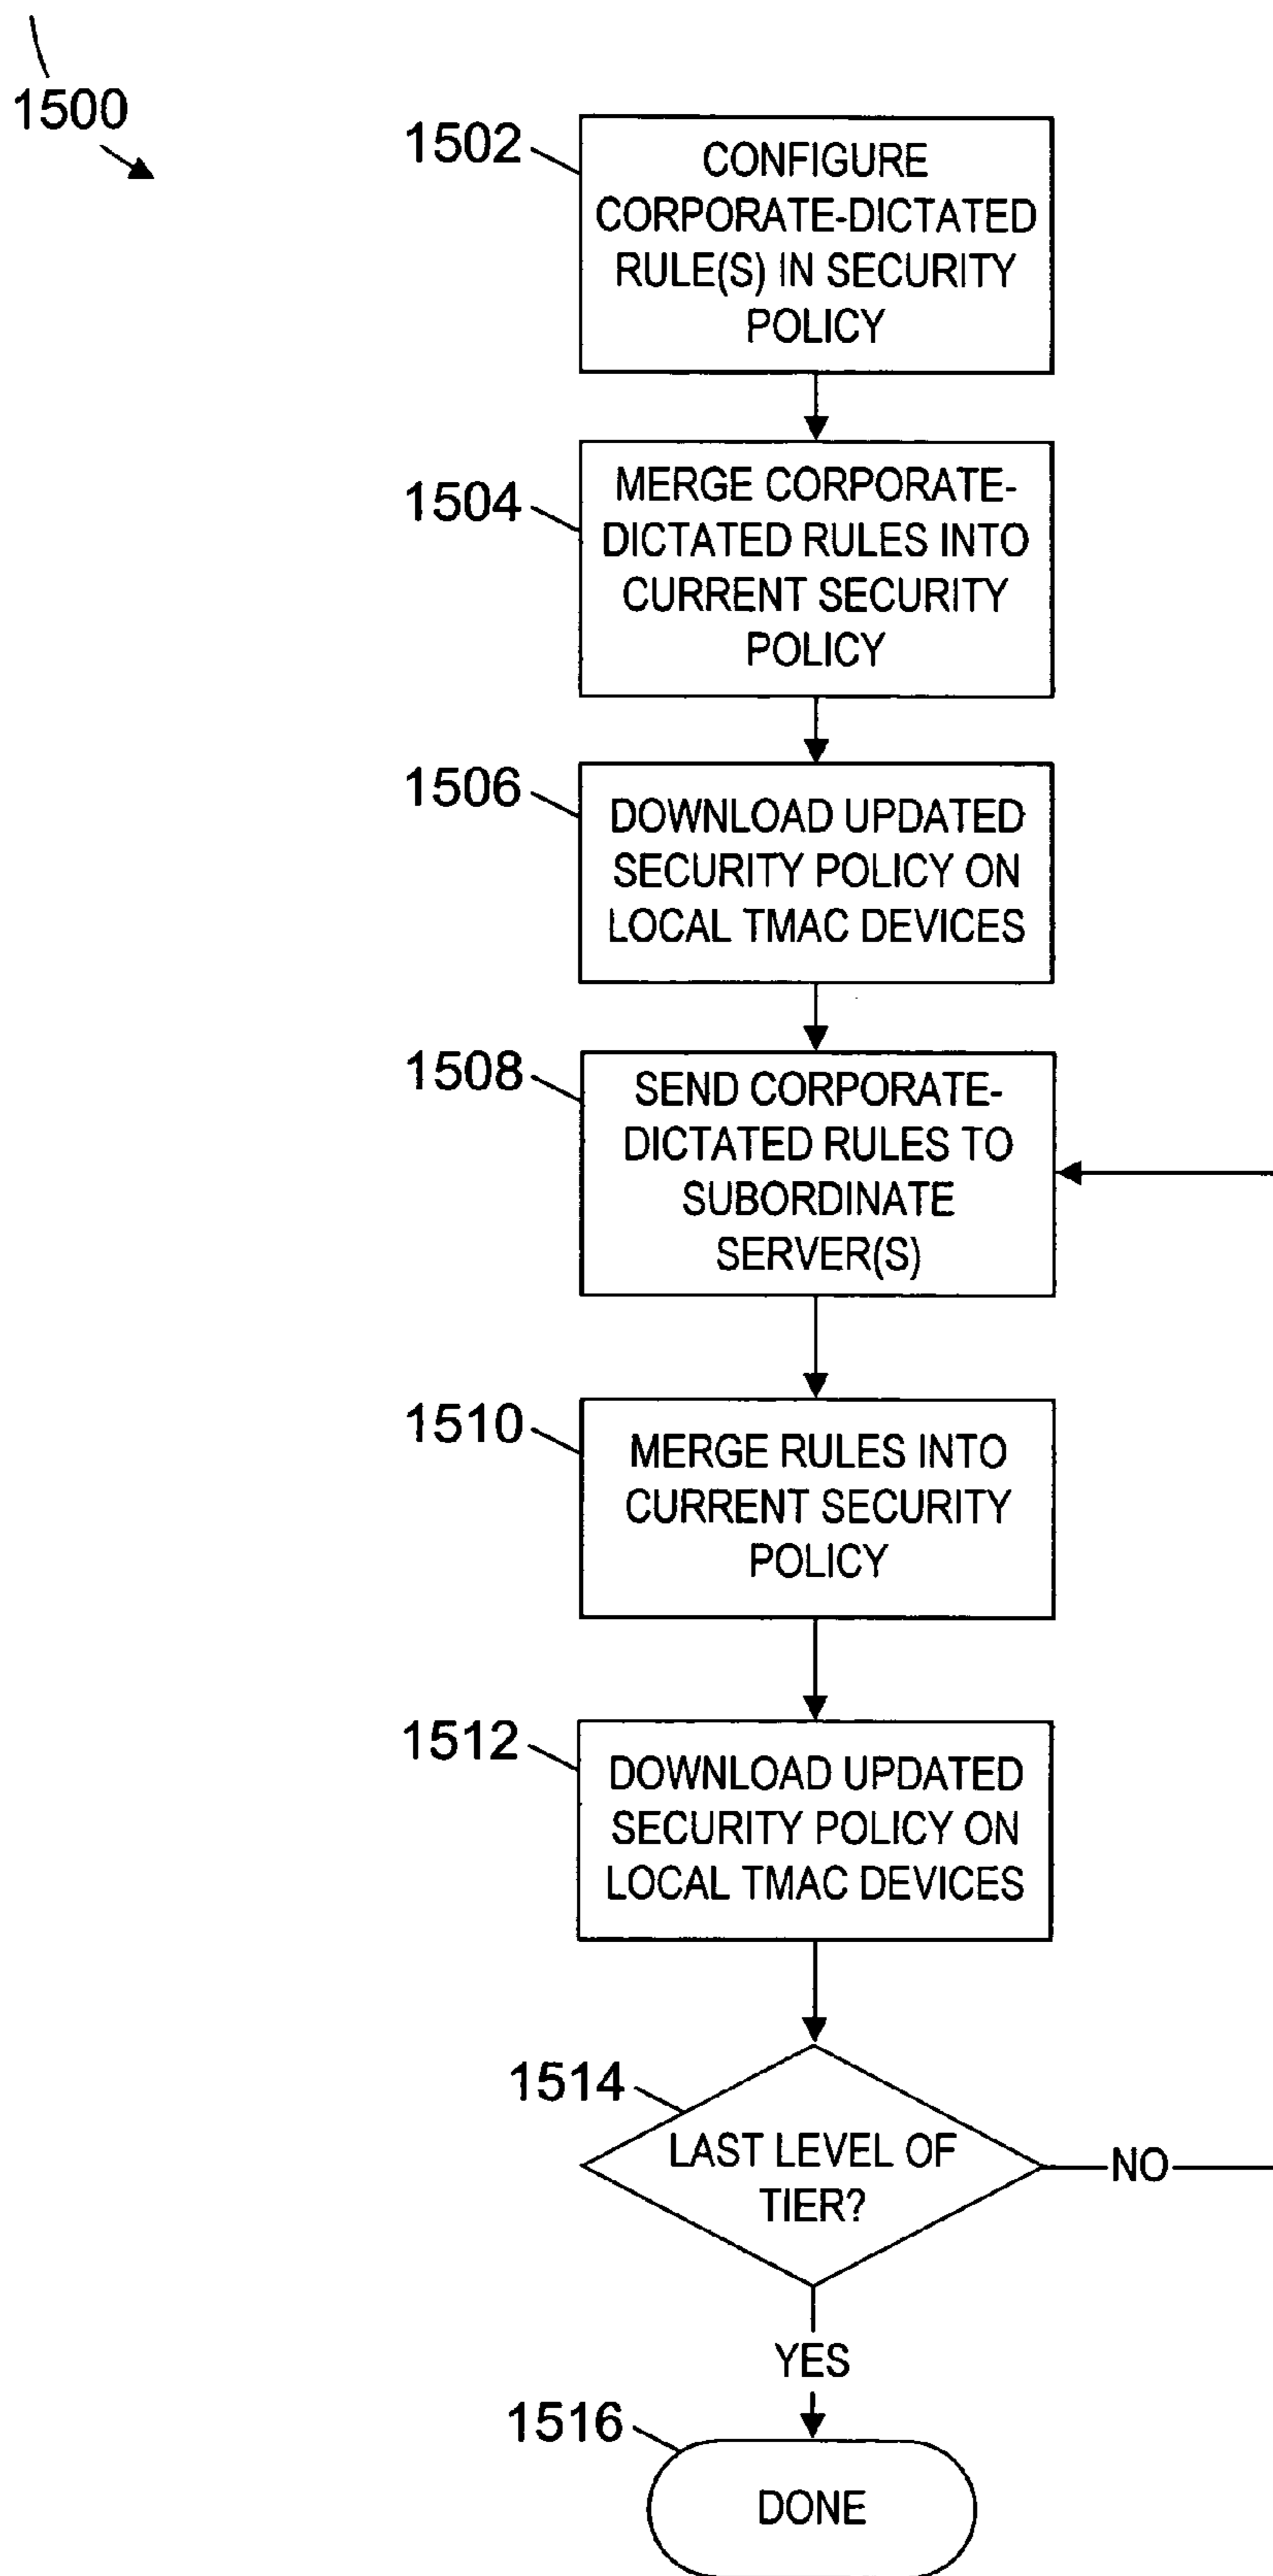 1500
1502
CONFIGURE
CORPORATE-DICTATED
RULE(S) IN SECURITY
POLICY
1504
MERGE CORPORATE-
DICTATED RULES INTO
CURRENT SECURITY
POLICY
1506
DOWNLOAD UPDATED
SECURITY POLICY ON
LOCAL TMAC DEVICES
1508
SEND CORPORATE-
DICTATED RULES TO
SUBORDINATE
SERVER(S)
1510
MERGE RULES INTO
CURRENT SECURITY
POLICY
1512
DOWNLOAD UPDATED
SECURITY POLICY ON
LOCAL TMAC DEVICES
1514
LAST LEVEL OF
TIER?
NO
YES
1516
DONE